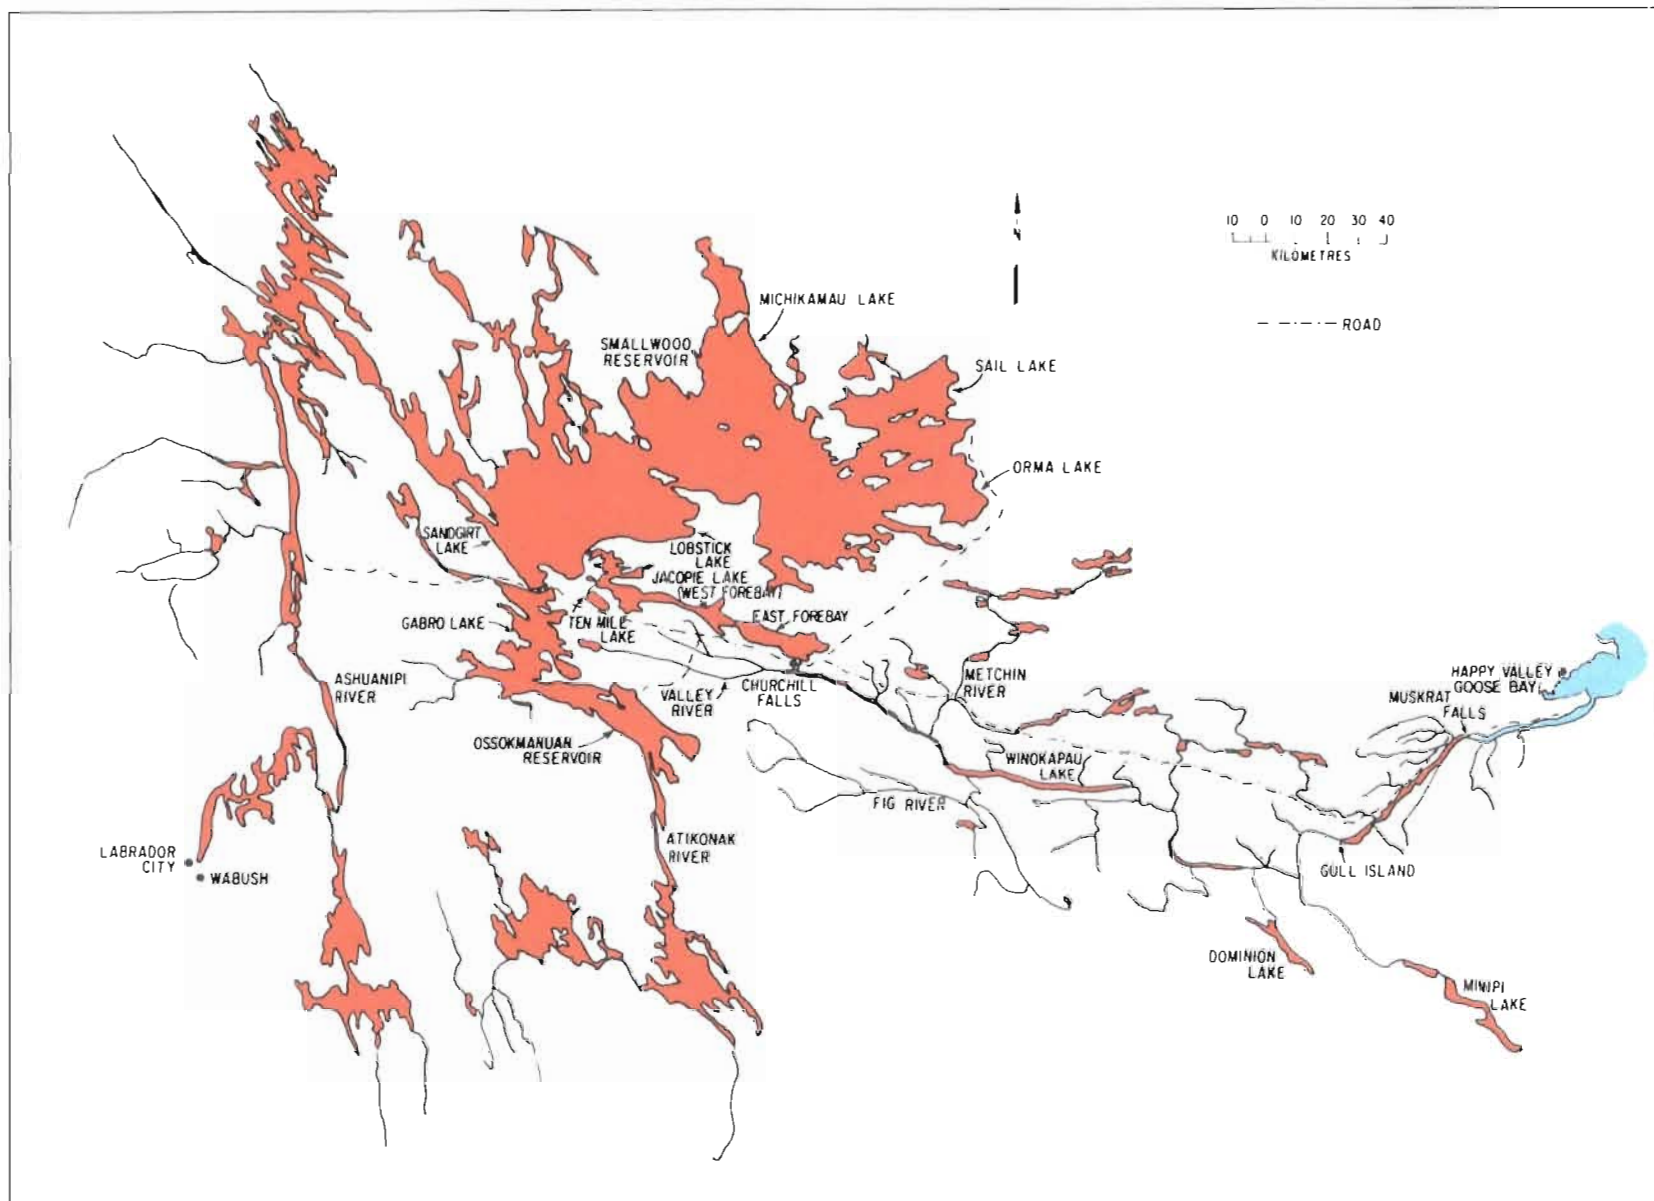 10 0 10 20 30 40
KILOMETRES
ROAD
N
MICHIKAMAU LAKE
SMALLWOOD
RESERVOIR
SAIL LAKE
ORMA LAKE
SANDGIRT
LAKE
LOBSTICK
LAKE
JACOPIE LAKE
(WEST FOREBAY)
EAST FOREBAY
GABRO LAKE
TEN MILE
LAKE
ASHUANIPI
RIVER
VALLEY
RIVER
CHURCHILL
FALLS
METCHIN
RIVER
HAPPY VALLEY
GOOSE BAY
MUSKRAT
FALLS
OSSOKMANUAN
RESERVOIR
WINOKAPAU
LAKE
FIG RIVER
ATIKONAK
RIVER
LABRADOR
CITY
WABUSH
GULL ISLAND
DOMINION
LAKE
MINIPI
LAKE